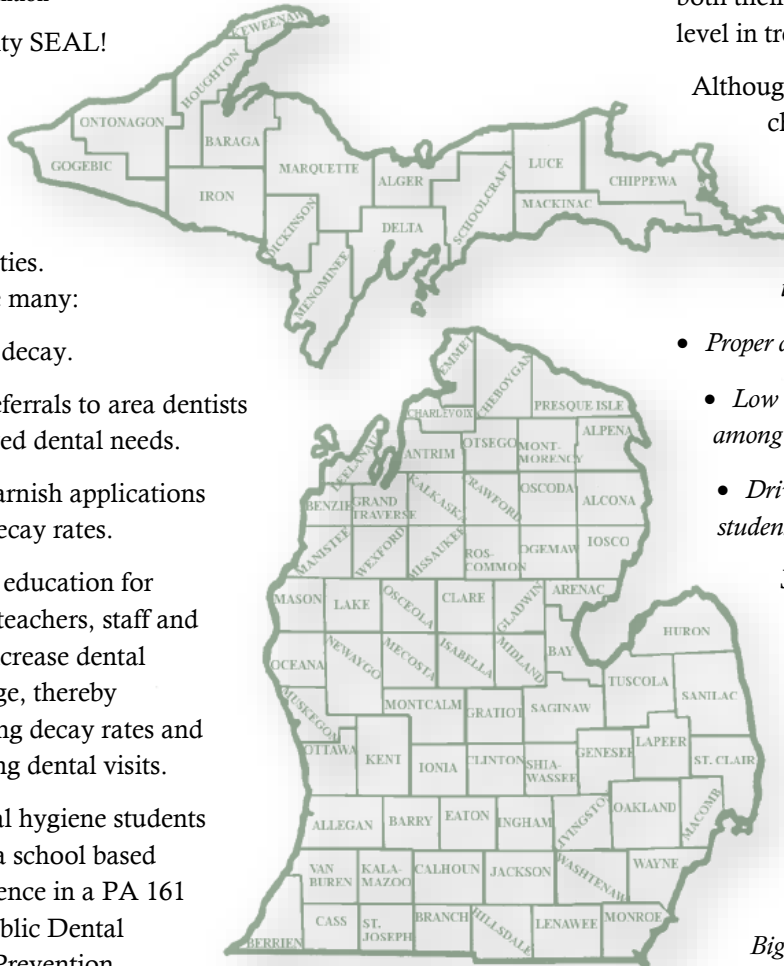 ty SEAL!
ties.
e many:
decay.
eferrals to area dentists
ed dental needs.
arnish applications
ecay rates.
education for
teachers, staff and
crease dental
ge, thereby
ng decay rates and
ng dental visits.
al hygiene students
a school based
ence in a PA 161
blic Dental
Prevention
KEWEENAW
HOUGHTON
ONTONAGON
BARAGA
GOGEBIC
MARQUETTE
IRON
ALGER
LUCE
CHIPPEWA
SCHOOLCRAFT
MACKINAC
DICKINSON
DELTA
MENOMINEE
EMMET
CHEBOYGAN
PRESQUE ISLE
CHARLEVOIX
LEELANAU
ANTRIM
OTSEGO
MONT-
MORENCY
ALPENA
BENZIE
GRAND
TRAVERSE
KALKASKA
CRAWFORD
OSCODA
ALCONA
MANISTEE
WEXFORD
MISSAUKEE
ROS-
COMMON
OGEMAW
IOSCO
MASON
LAKE
OSCEOLA
CLARE
GLADWIN
ARENAC
HURON
OCEANA
NEWAYGO
MECOSTA
ISABELLA
MIDLAND
BAY
TUSCOLA
SANILAC
MUSKEGON
MONTCALM
GRATIOT
SAGINAW
OTTAWA
KENT
IONIA
CLINTON
SHIA-
WASSEE
GENESEE
LAPEER
ST. CLAIR
ALLEGAN
BARRY
EATON
INGHAM
LIVINGSTON
OAKLAND
MACOMB
VAN
BUREN
KALA-
MAZOO
CALHOUN
JACKSON
WASHTENAW
WAYNE
BERRIEN
CASS
ST.
JOSEPH
BRANCH
HILLSDALE
LENAWEE
MONROE
level in tre
Althoug
cl
• Proper a
• Low
among
• Dri
studen
Big